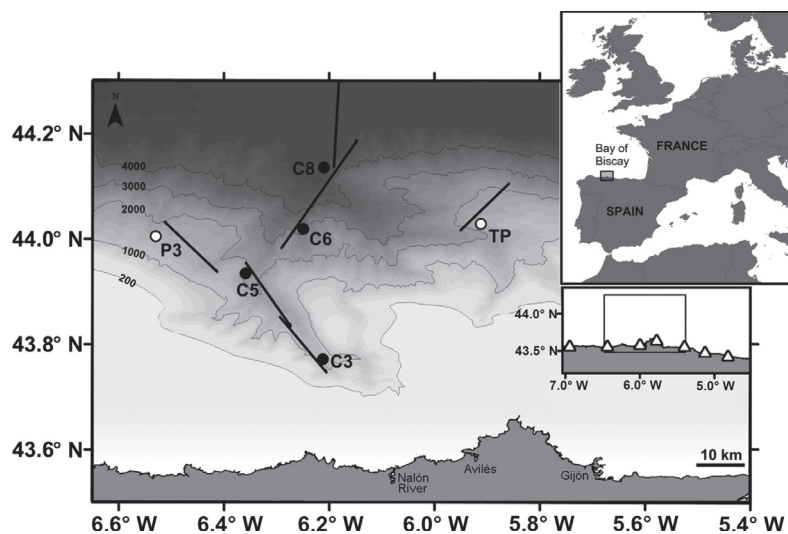 N
44.2° N
44.0° N
43.8° N
43.6° N
4000
3000
2000
1000
200
C8
C6
P3
TP
C5
C3
Nalón
River
Avilés
Gijón
10 km
6.6° W
6.4° W
6.2° W
6.0° W
5.8° W
5.6° W
5.4° W
FRANCE
Bay of
Biscay
SPAIN
44.0° N
43.5° N
7.0° W
6.0° W
5.0° W